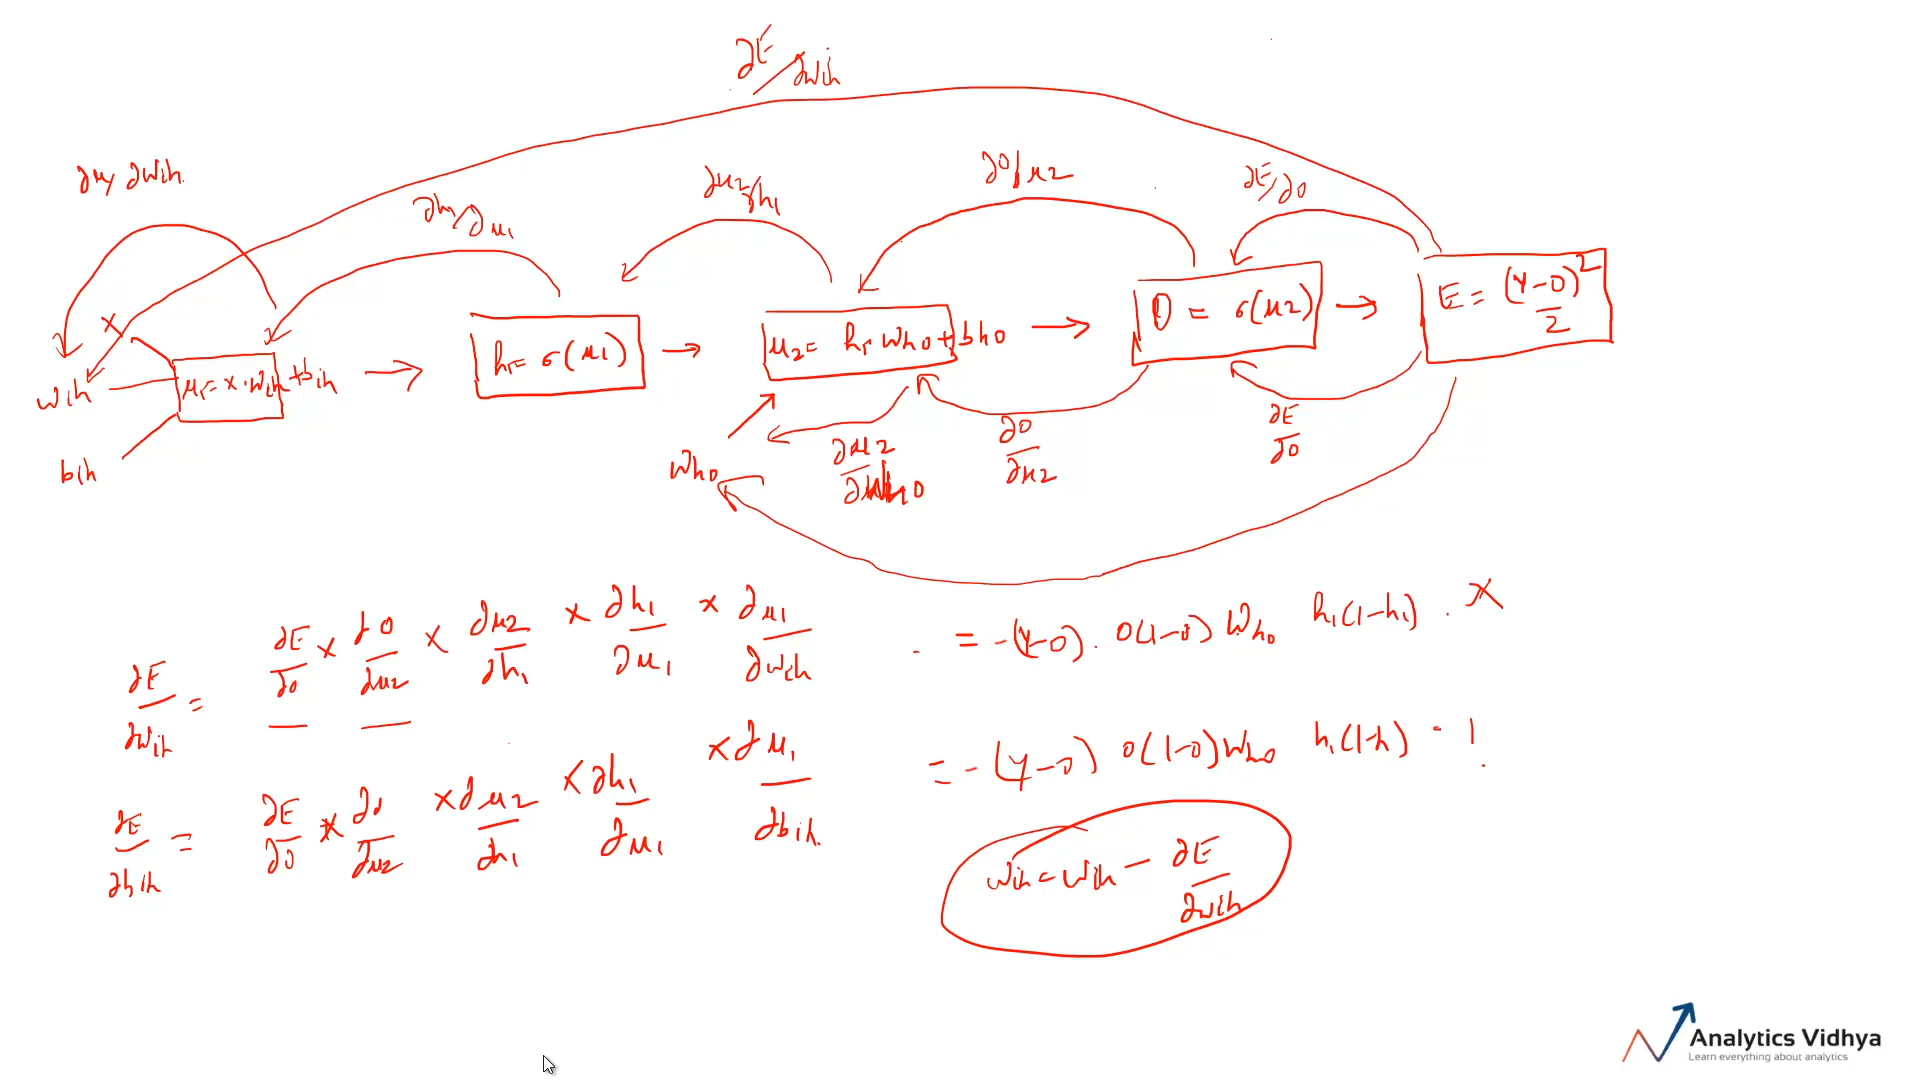 ∂E/∂wih
∂u1/∂wih
∂h1/∂u1
∂u2/∂h1
∂O/u2
∂E/∂O
x
wih
bih
u1 = x·wih + bih
→
h1 = σ(u1)
→
u2 = h1·who + bho
→
O = σ(u2)
→
E = (y-O)²/2
who
∂u2/∂who
∂O/∂u2
∂E/∂O
∂E/∂wih = ∂E/∂O × ∂O/∂u2 × ∂u2/∂h1 × ∂h1/∂u1 × ∂u1/∂wih = -(y-O). O(1-O) who h1(1-h1) . x
∂E/∂bih = ∂E/∂O × ∂O/∂u2 × ∂u2/∂h1 × ∂h1/∂u1 × ∂u1/∂bih = -(y-O) O(1-O) who h1(1-h) · 1
wih = wih - ∂E/∂wih
Analytics Vidhya
Learn everything about analytics